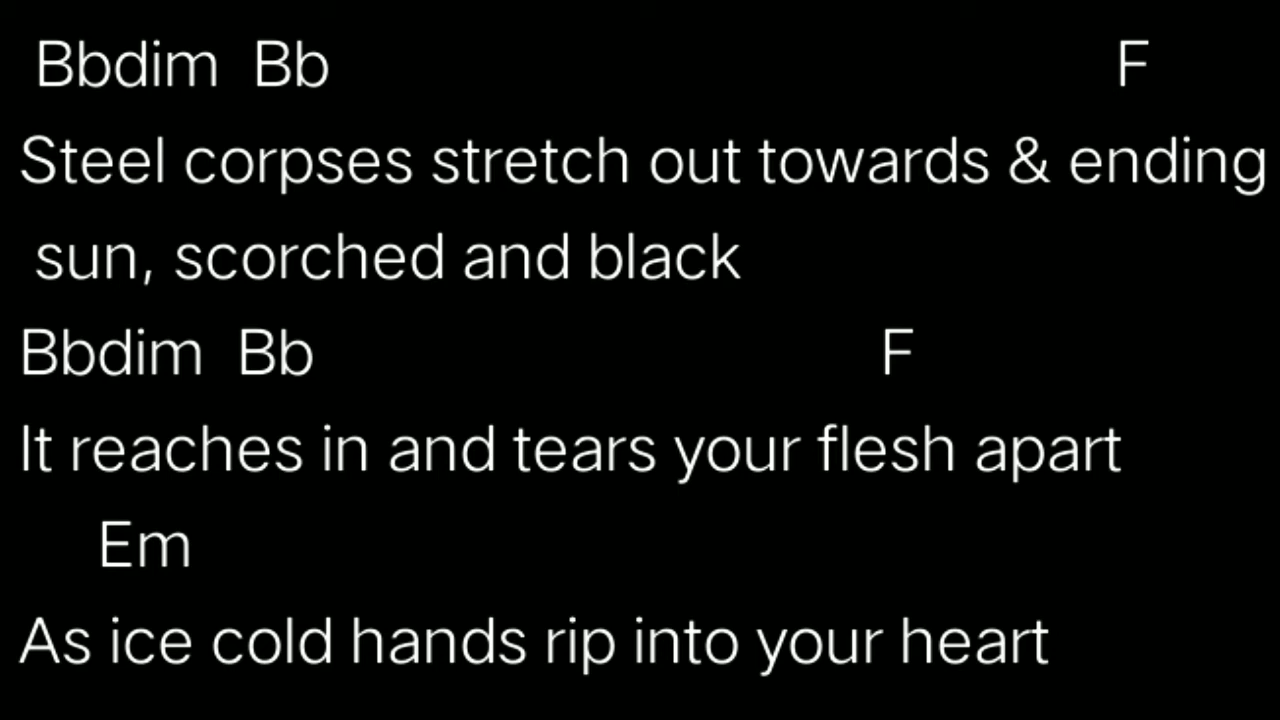 Bbdim Bb F
Steel corpses stretch out towards & ending
sun, scorched and black
Bbdim Bb F
It reaches in and tears your flesh apart
Em
As ice cold hands rip into your heart